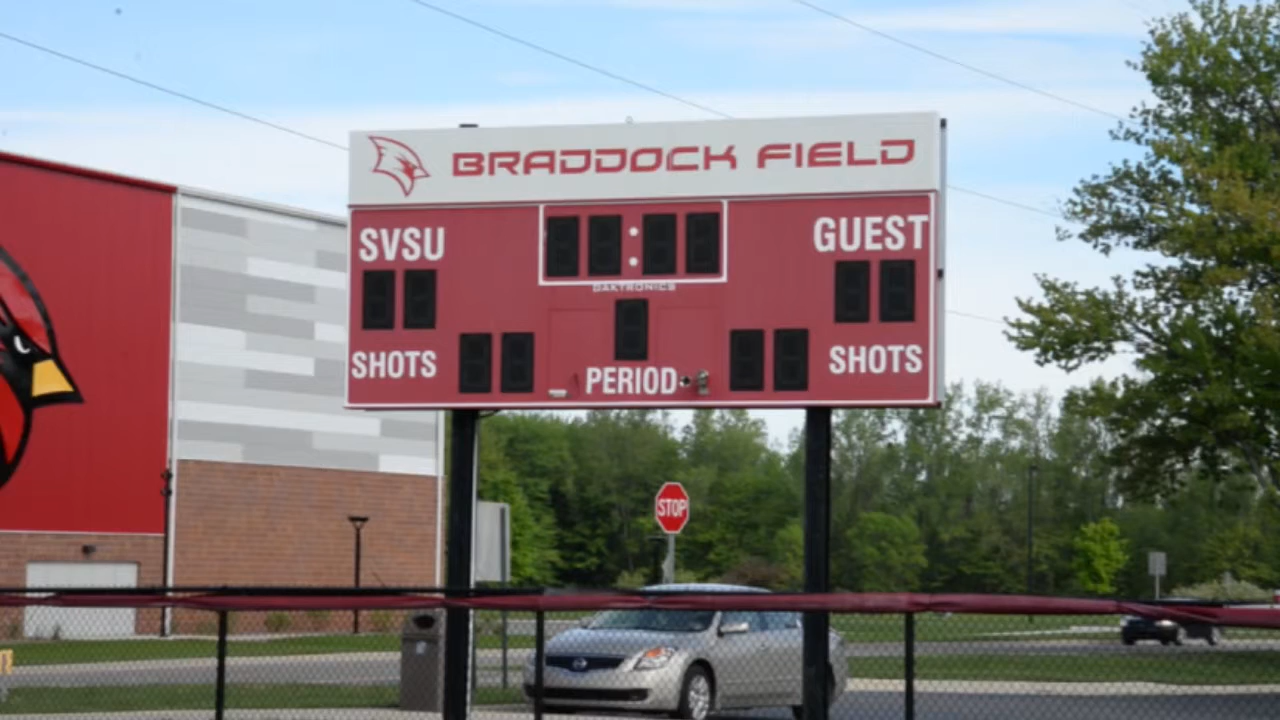 BRADDOCK FIELD
SVSU
GUEST
DAKTRONICS
SHOTS
PERIOD
SHOTS
STOP